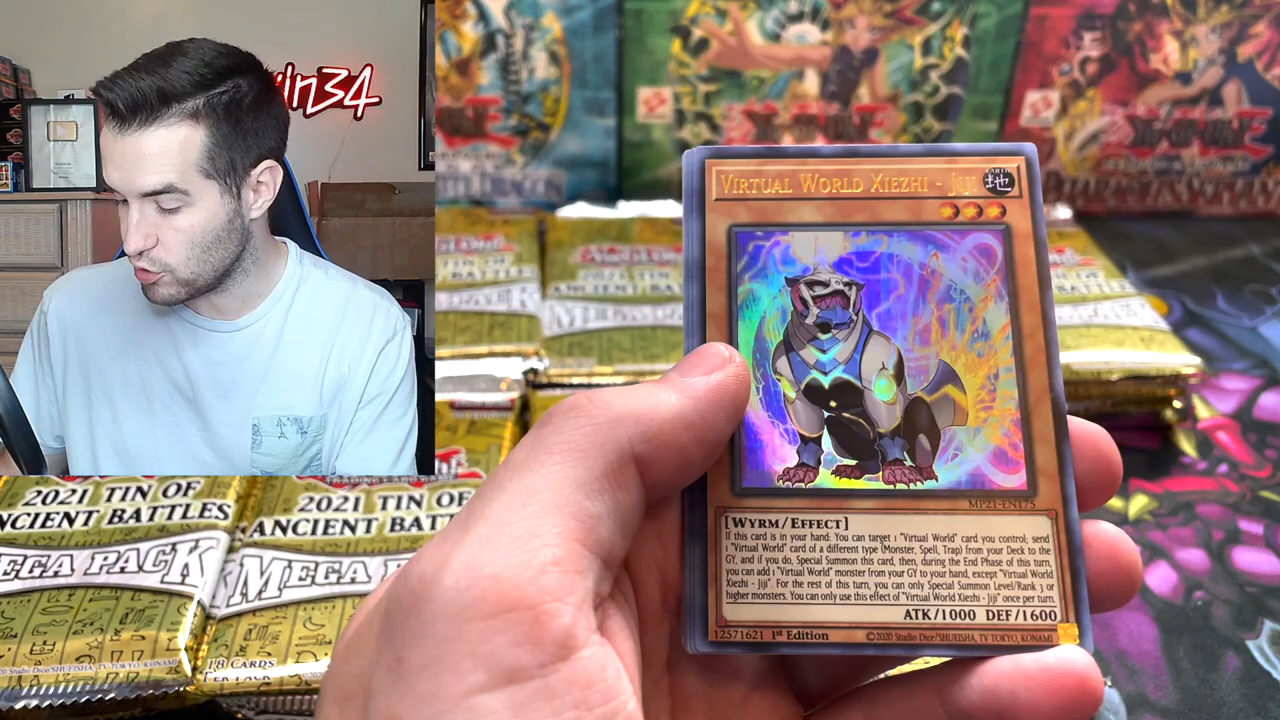 in34
VIRTUAL WORLD XIEZHI - JIJI
EARTH
地
MP21-EN175
[WYRM/EFFECT]
If this card is in your hand: You can target 1 "Virtual World" card you control; send
1 "Virtual World" card of a different type (Monster, Spell, Trap) from your Deck to the
GY, and if you do, Special Summon this card, then, during the End Phase of this turn,
you can add 1 "Virtual World" monster from your GY to your hand, except "Virtual World
Xiezhi - Jiji". For the rest of this turn, you can only Special Summon Level/Rank 3 or
higher monsters. You can only use this effect of "Virtual World Xiezhi - Jiji" once per turn.
ATK/1000 DEF/1600
12571621 1st Edition ©2020 Studio Dice/SHUEISHA, TV TOKYO, KONAMI
2021 TIN OF
ANCIENT BATTLES
MEGA PACK
2021 TIN OF
ANCIENT BATT
MEGA P
18 CARDS
PER PACK